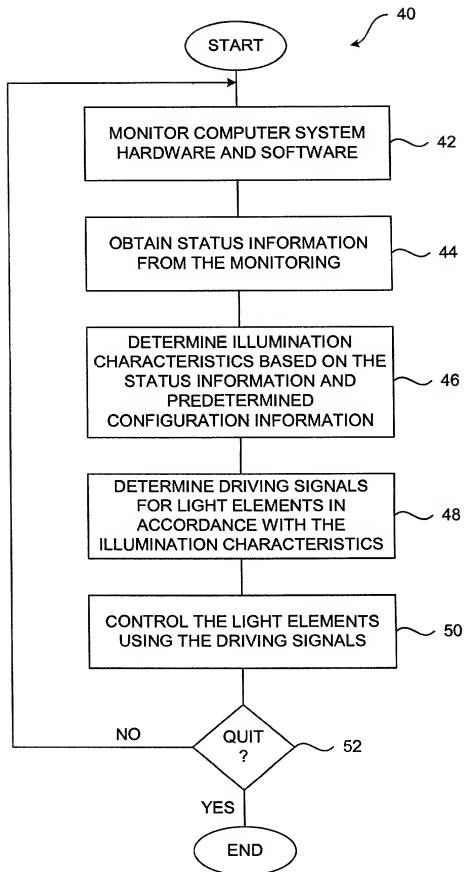 40
START
MONITOR COMPUTER SYSTEM
HARDWARE AND SOFTWARE
42
OBTAIN STATUS INFORMATION
FROM THE MONITORING
44
DETERMINE ILLUMINATION
CHARACTERISTICS BASED ON THE
STATUS INFORMATION AND
PREDETERMINED
CONFIGURATION INFORMATION
46
DETERMINE DRIVING SIGNALS
FOR LIGHT ELEMENTS IN
ACCORDANCE WITH THE
ILLUMINATION CHARACTERISTICS
48
CONTROL THE LIGHT ELEMENTS
USING THE DRIVING SIGNALS
50
NO
QUIT
?
52
YES
END